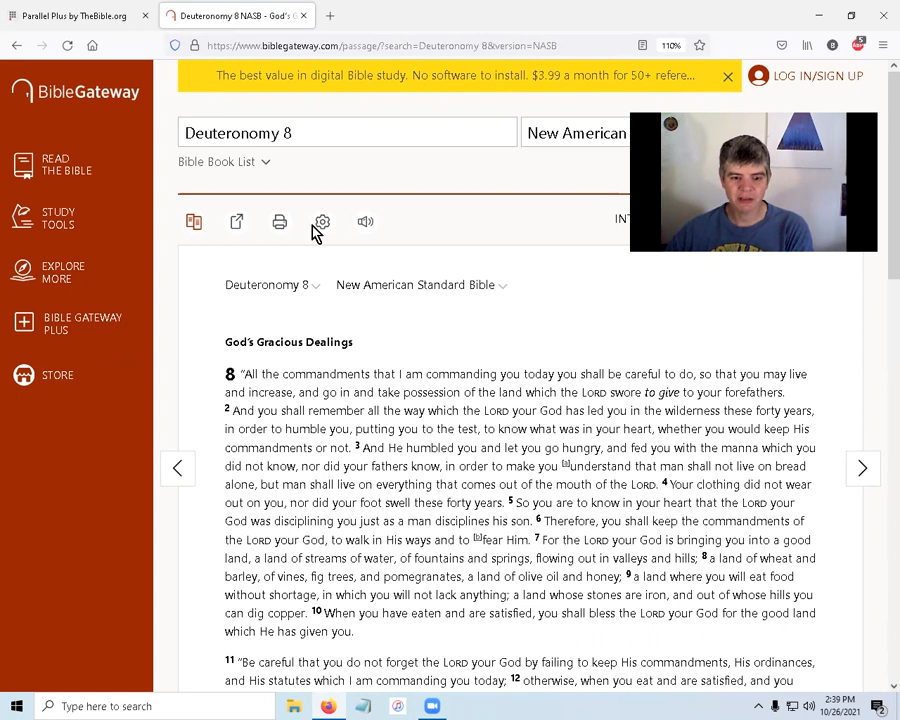 Parallel Plus by TheBible.org
Deuteronomy 8 NASB - God's G
https://www.biblegateway.com/passage/?search=Deuteronomy 8&version=NASB
110%
B
5
BibleGateway
The best value in digital Bible study. No software to install. $3.99 a month for 50+ refere...
LOG IN/SIGN UP
Deuteronomy 8
New American
Bible Book List
READ
THE BIBLE
STUDY
TOOLS
EXPLORE
MORE
BIBLE GATEWAY
PLUS
STORE
INT
Deuteronomy 8
New American Standard Bible
God's Gracious Dealings
8 “All the commandments that I am commanding you today you shall be careful to do, so that you may live
and increase, and go in and take possession of the land which the LORD swore to give to your forefathers.
2 And you shall remember all the way which the LORD your God has led you in the wilderness these forty years,
in order to humble you, putting you to the test, to know what was in your heart, whether you would keep His
commandments or not. 3 And He humbled you and let you go hungry, and fed you with the manna which you
did not know, nor did your fathers know, in order to make you [a]understand that man shall not live on bread
alone, but man shall live on everything that comes out of the mouth of the LORD. 4 Your clothing did not wear
out on you, nor did your foot swell these forty years. 5 So you are to know in your heart that the LORD your
God was disciplining you just as a man disciplines his son. 6 Therefore, you shall keep the commandments of
the LORD your God, to walk in His ways and to [b]fear Him. 7 For the LORD your God is bringing you into a good
land, a land of streams of water, of fountains and springs, flowing out in valleys and hills; 8 a land of wheat and
barley, of vines, fig trees, and pomegranates, a land of olive oil and honey; 9 a land where you will eat food
without shortage, in which you will not lack anything; a land whose stones are iron, and out of whose hills you
can dig copper. 10 When you have eaten and are satisfied, you shall bless the LORD your God for the good land
which He has given you.
11 “Be careful that you do not forget the LORD your God by failing to keep His commandments, His ordinances,
and His statutes which I am commanding you today; 12 otherwise, when you eat and are satisfied, and you
Type here to search
2:39 PM
10/26/2021
2